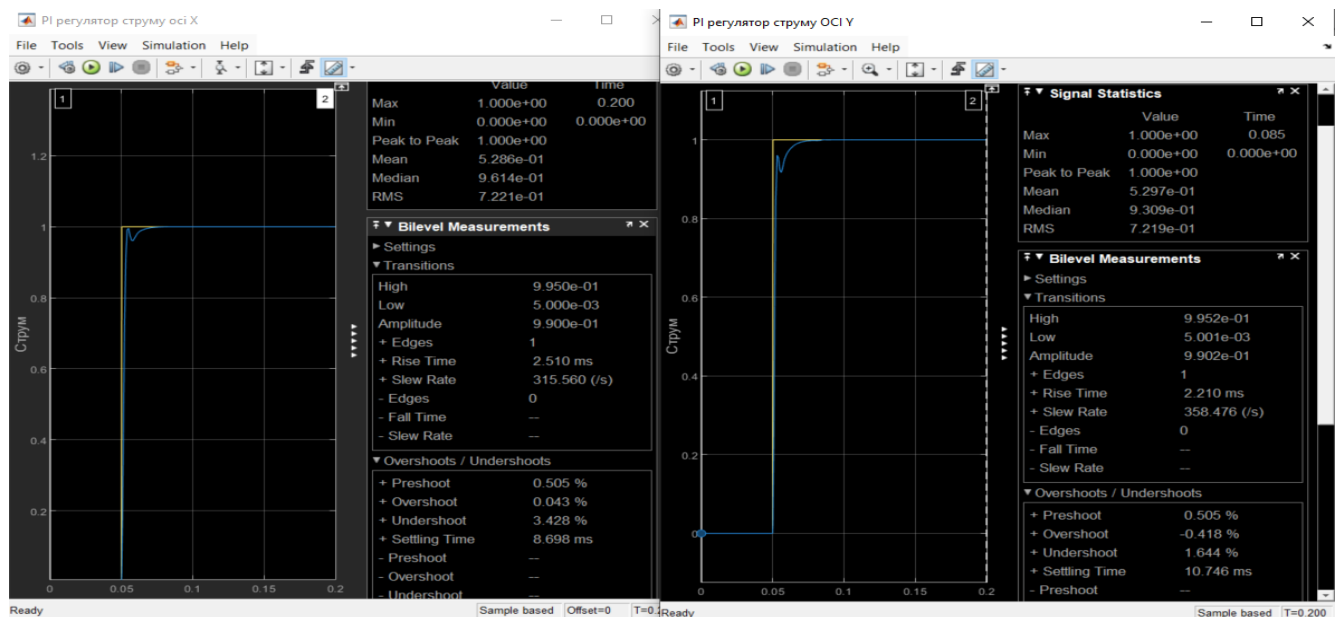 PI регулятор струму осі X
File Tools View Simulation Help
1
2
1.2
1
0.8
0.6
0.4
0.2
Струм
0 0.05 0.1 0.15 0.2
Value Time
Max 1.000e+00 0.200
Min 0.000e+00 0.000e+00
Peak to Peak 1.000e+00
Mean 5.286e-01
Median 9.614e-01
RMS 7.221e-01
Bilevel Measurements
Settings
Transitions
High 9.950e-01
Low 5.000e-03
Amplitude 9.900e-01
+ Edges 1
+ Rise Time 2.510 ms
+ Slew Rate 315.560 (/s)
- Edges 0
- Fall Time --
- Slew Rate --
Overshoots / Undershoots
+ Preshoot 0.505 %
+ Overshoot 0.043 %
+ Undershoot 3.428 %
+ Settling Time 8.698 ms
- Preshoot --
- Overshoot --
- Undershoot --
Ready Sample based Offset=0
PI регулятор струму ОСІ Y
File Tools View Simulation Help
1
2
1
0.8
0.6
0.4
0.2
0
Струм
0 0.05 0.1 0.15 0.2
Signal Statistics
Value Time
Max 1.000e+00 0.085
Min 0.000e+00 0.000e+00
Peak to Peak 1.000e+00
Mean 5.297e-01
Median 9.309e-01
RMS 7.219e-01
Bilevel Measurements
Settings
Transitions
High 9.952e-01
Low 5.001e-03
Amplitude 9.902e-01
+ Edges 1
+ Rise Time 2.210 ms
+ Slew Rate 358.476 (/s)
- Edges 0
- Fall Time --
- Slew Rate --
Overshoots / Undershoots
+ Preshoot 0.505 %
+ Overshoot -0.418 %
+ Undershoot 1.644 %
+ Settling Time 10.746 ms
- Preshoot --
Ready Sample based T=0.200